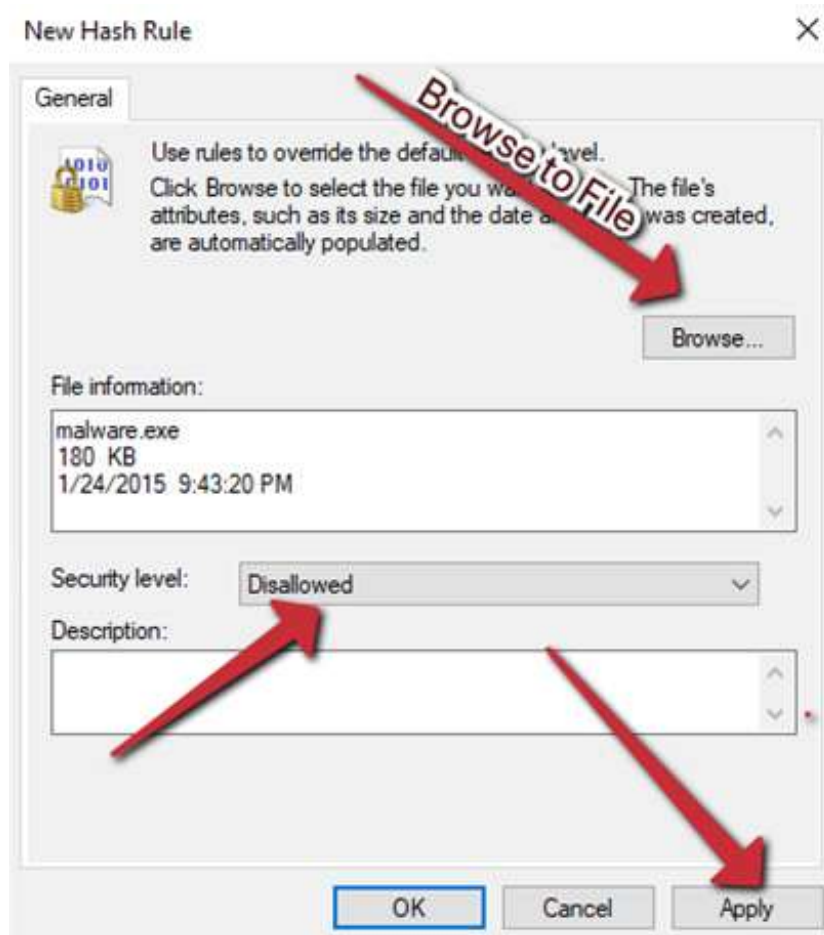 New Hash Rule
General
Browse to File
Use rules to override the default level.
Click Browse to select the file you The file's
attributes, such as its size and the date was created,
are automatically populated.
Browse...
File information:
malware.exe
180 KB
1/24/2015 9:43:20 PM
Security level:
Disallowed
Description:
OK
Cancel
Apply